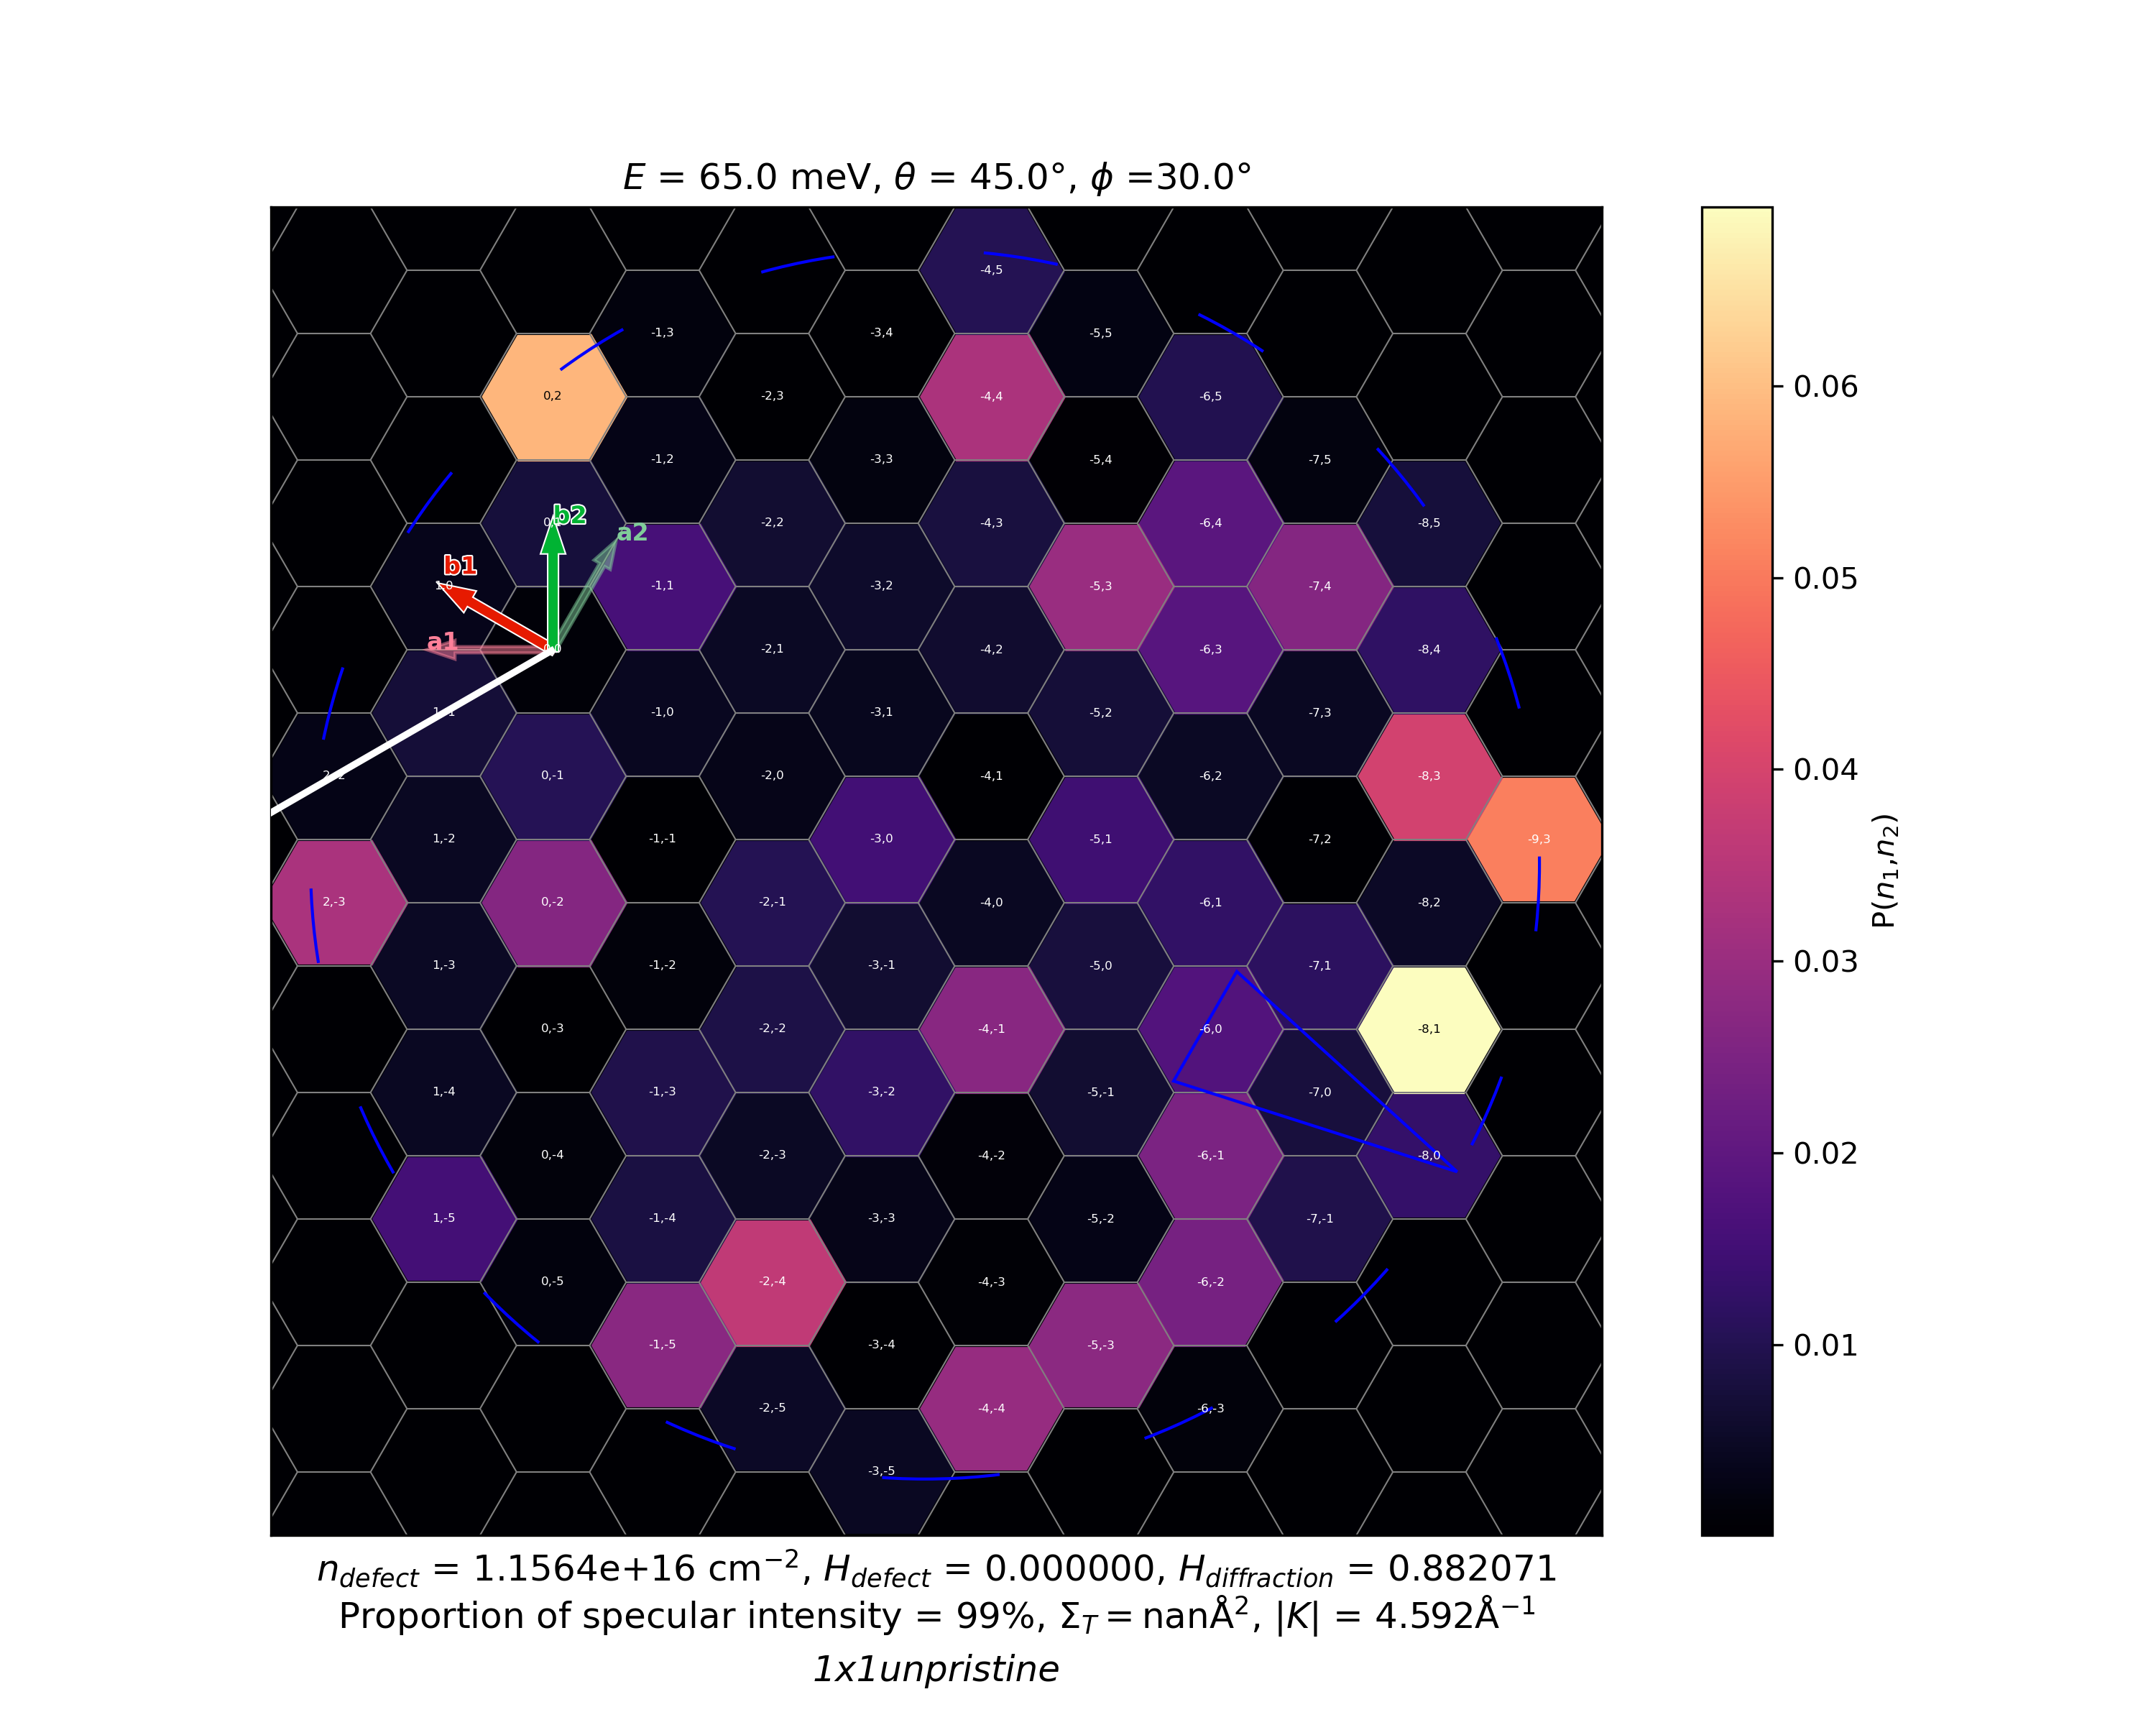 E = 65.0 meV, θ = 45.0°, ϕ =30.0°
-4,5
-1,3 -3,4 -5,5
0,2 -2,3 -4,4 -6,5
-1,2 -3,3 -5,4 -7,5
b2 -2,2 -4,3 -6,4 -8,5
a2
b1 -1,1 -3,2 -5,3 -7,4
a1 -2,1 -4,2 -6,3 -8,4
-1,0 -3,1 -5,2 -7,3
0,-1 -2,0 -4,1 -6,2 -8,3
1,-2 -1,-1 -3,0 -5,1 -7,2 -9,3
2,-3 0,-2 -2,-1 -4,0 -6,1 -8,2
1,-3 -1,-2 -3,-1 -5,0 -7,1
0,-3 -2,-2 -4,-1 -6,0 -8,1
1,-4 -1,-3 -3,-2 -5,-1 -7,0
0,-4 -2,-3 -4,-2 -6,-1 -8,0
1,-5 -1,-4 -3,-3 -5,-2 -7,-1
0,-5 -2,-4 -4,-3 -6,-2
-1,-5 -3,-4 -5,-3
-2,-5 -4,-4 -6,-3
-3,-5
0.06
0.05
0.04
0.03
0.02
0.01
P(n₁,n₂)
n_defect = 1.1564e+16 cm⁻², H_defect = 0.000000, H_diffraction = 0.882071
Proportion of specular intensity = 99%, Σ_T = nanÅ², |K| = 4.592Å⁻¹
1x1unpristine